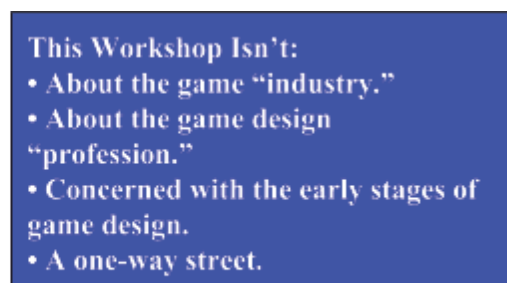 This Workshop Isn't:
• About the game “industry.”
• About the game design
“profession.”
• Concerned with the early stages of
game design.
• A one-way street.